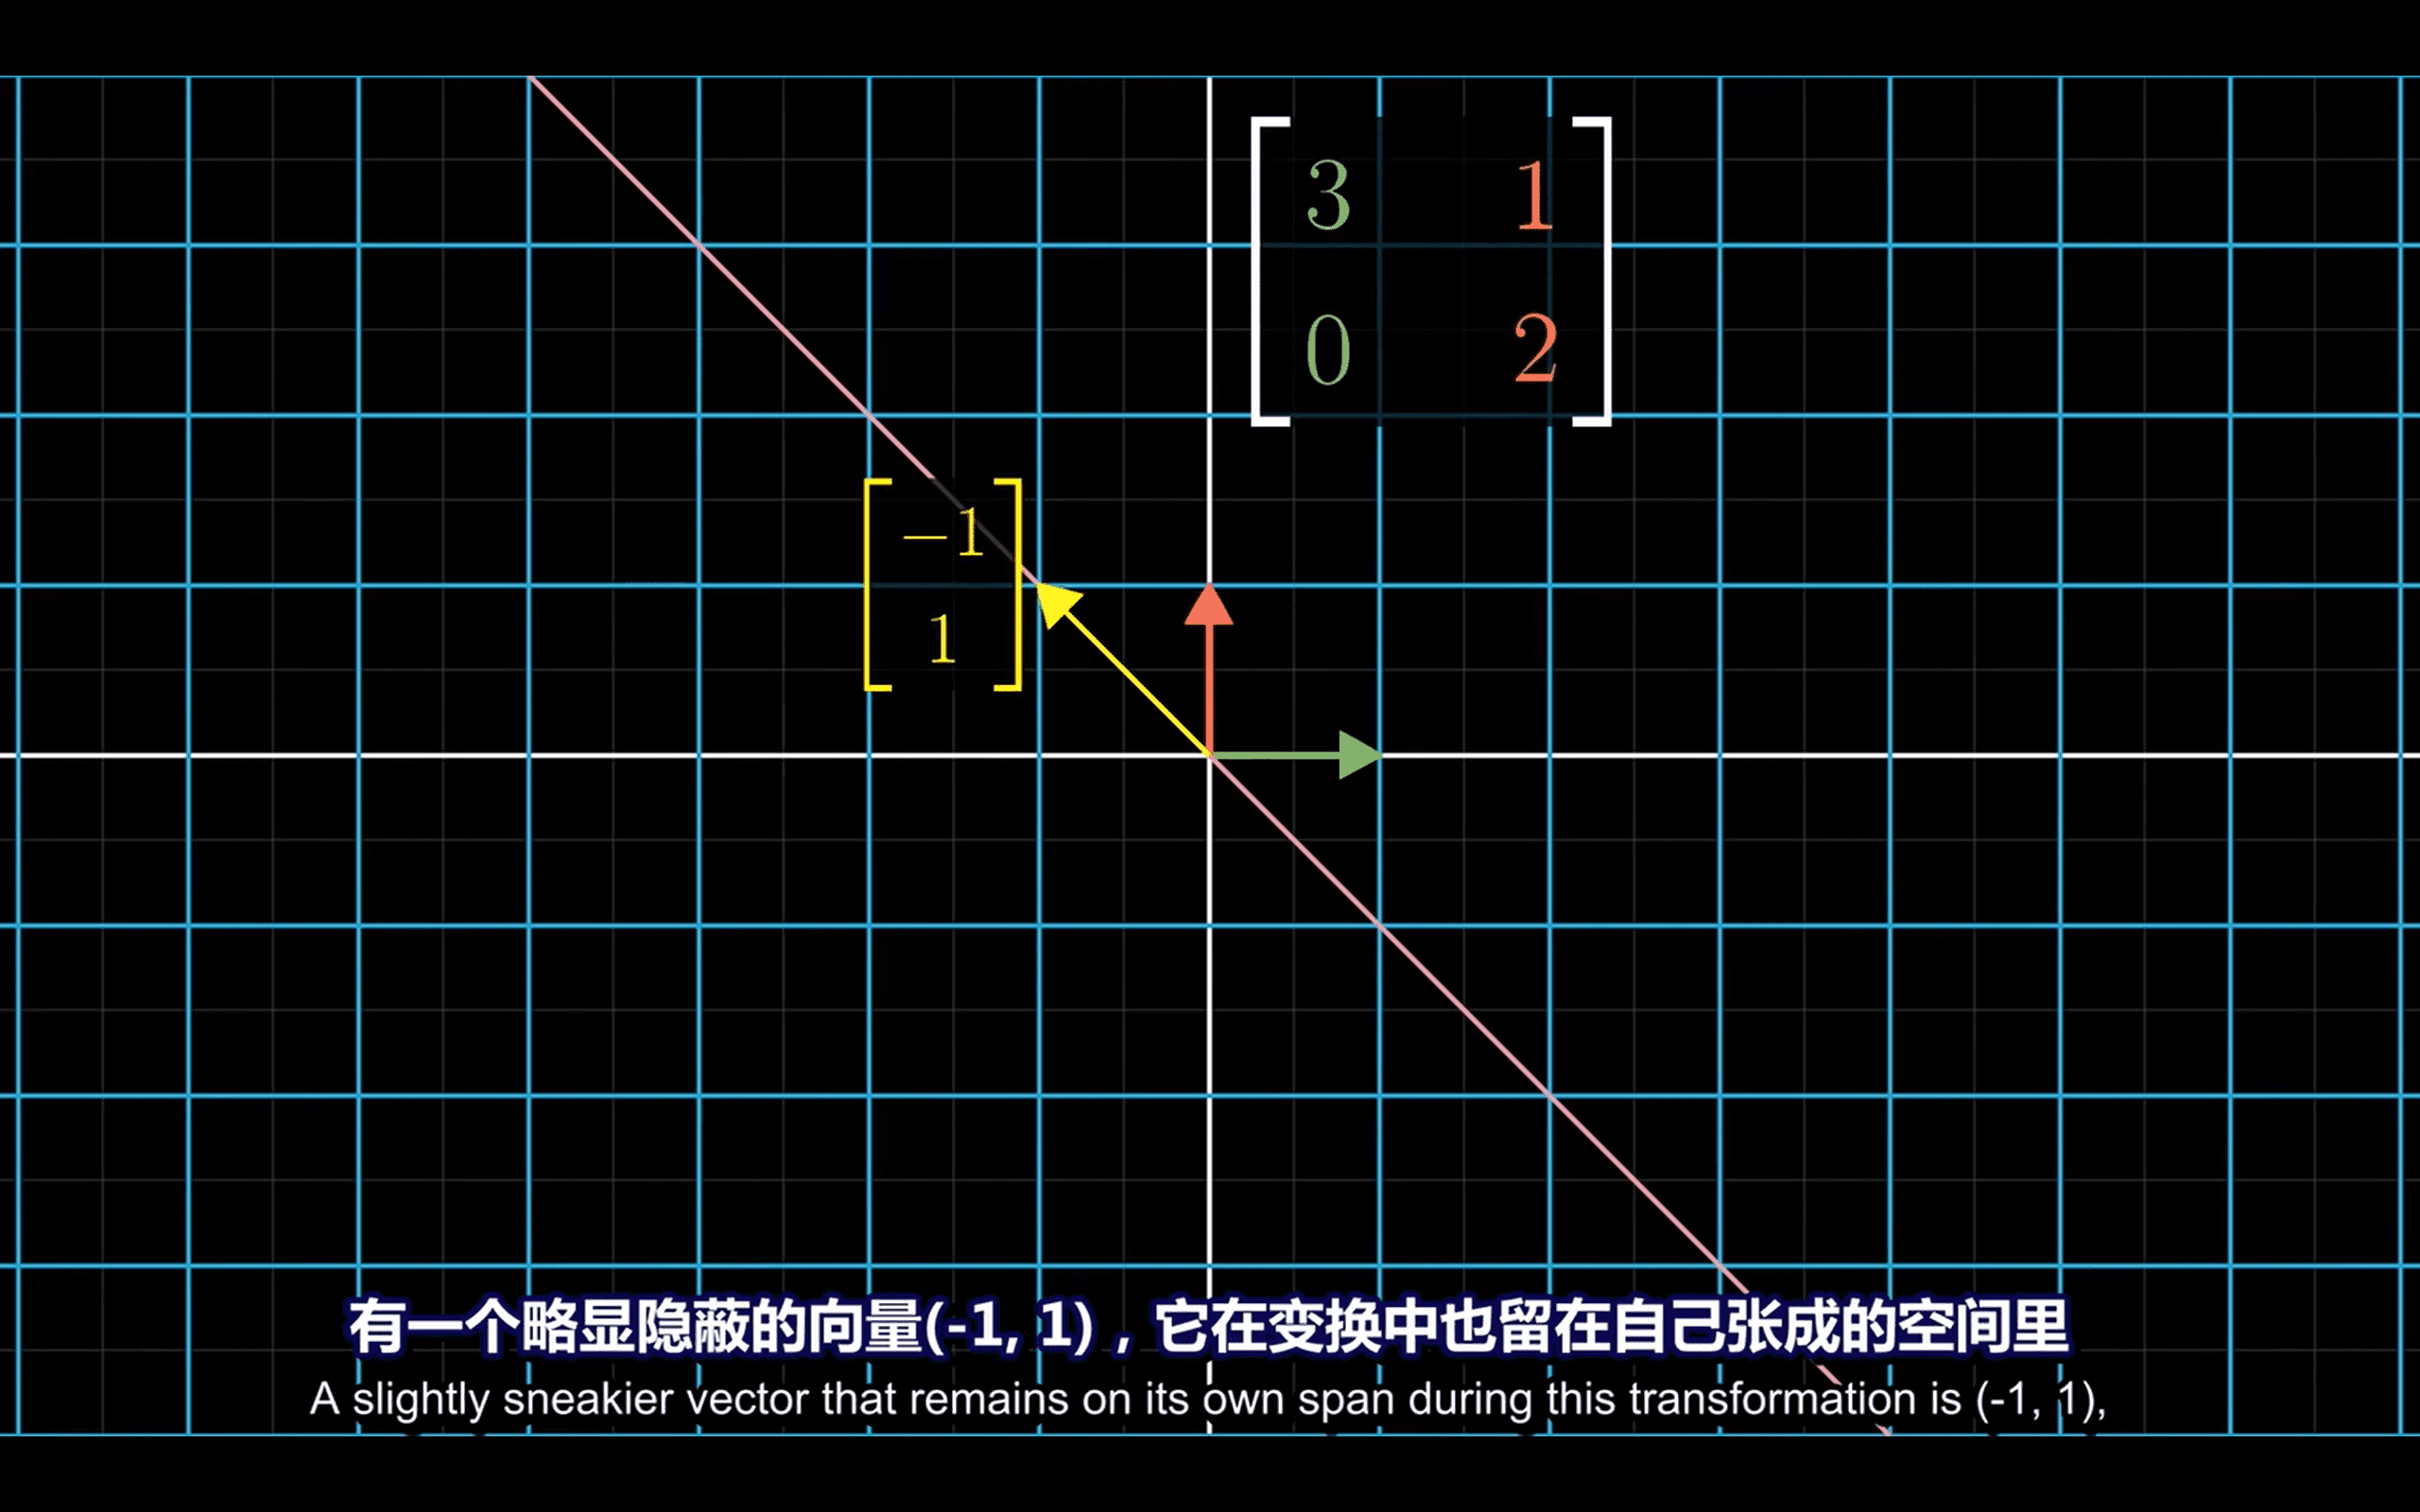 3 1
0 2
-1
1
有一个略显隐蔽的向量(-1, 1)，它在变换中也留在自己张成的空间里
A slightly sneakier vector that remains on its own span during this transformation is (-1, 1),